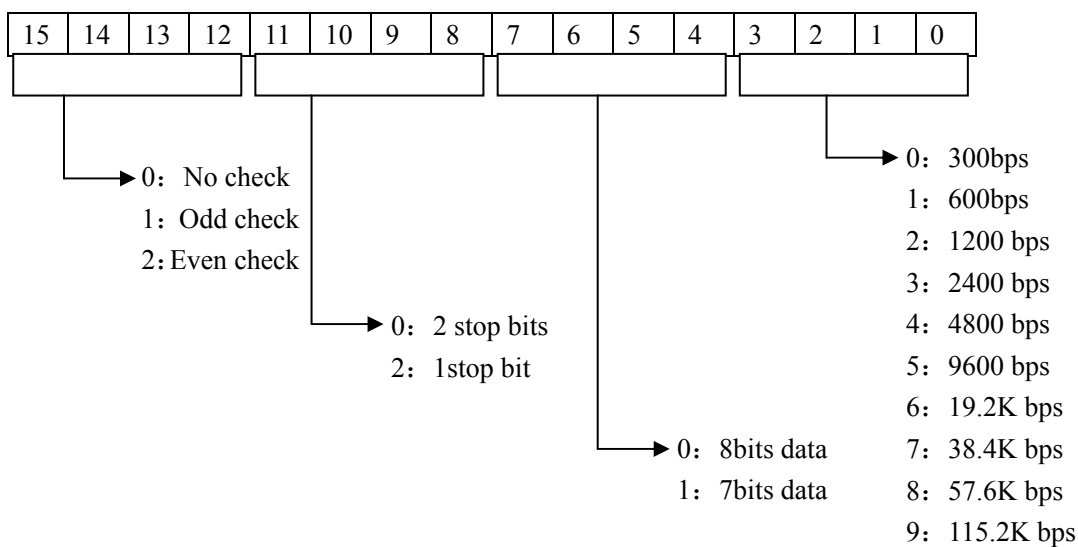 15 14 13 12 11 10 9 8 7 6 5 4 3 2 1 0
0： No check
1：Odd check
2：Even check
0： 2 stop bits
2： 1stop bit
0： 8bits data
1： 7bits data
0： 300bps
1： 600bps
2： 1200 bps
3： 2400 bps
4： 4800 bps
5： 9600 bps
6： 19.2K bps
7： 38.4K bps
8： 57.6K bps
9： 115.2K bps